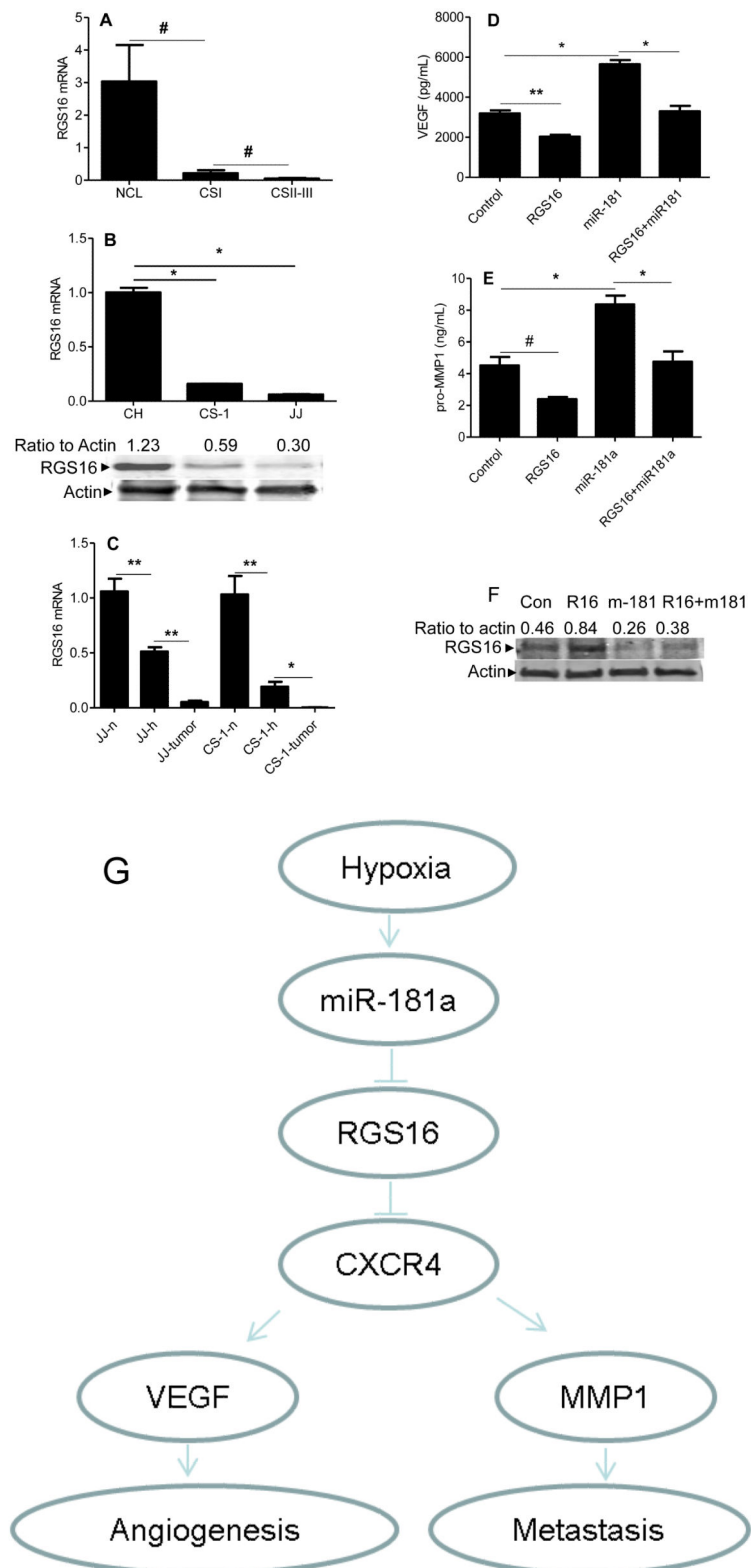 A
#
#
RGS16 mRNA
5
4
3
2
1
0
NCL CSI CSII-III
B
*
*
RGS16 mRNA
1.5
1.0
0.5
0.0
CH CS-1 JJ
Ratio to Actin 1.23 0.59 0.30
RGS16
Actin
C
** ** ** *
RGS16 mRNA
1.5
1.0
0.5
0.0
JJ-n JJ-h JJ-tumor CS-1-n CS-1-h CS-1-tumor
D
* *
**
VEGF (pg/mL)
8000
6000
4000
2000
0
Control RGS16 miR-181 RGS16+miR181
E
* *
#
pro-MMP1 (ng/mL)
10
8
6
4
2
0
Control RGS16 miR-181a RGS16+miR181a
F
Con R16 m-181 R16+m181
Ratio to actin 0.46 0.84 0.26 0.38
RGS16
Actin
G
Hypoxia
miR-181a
RGS16
CXCR4
VEGF MMP1
Angiogenesis Metastasis